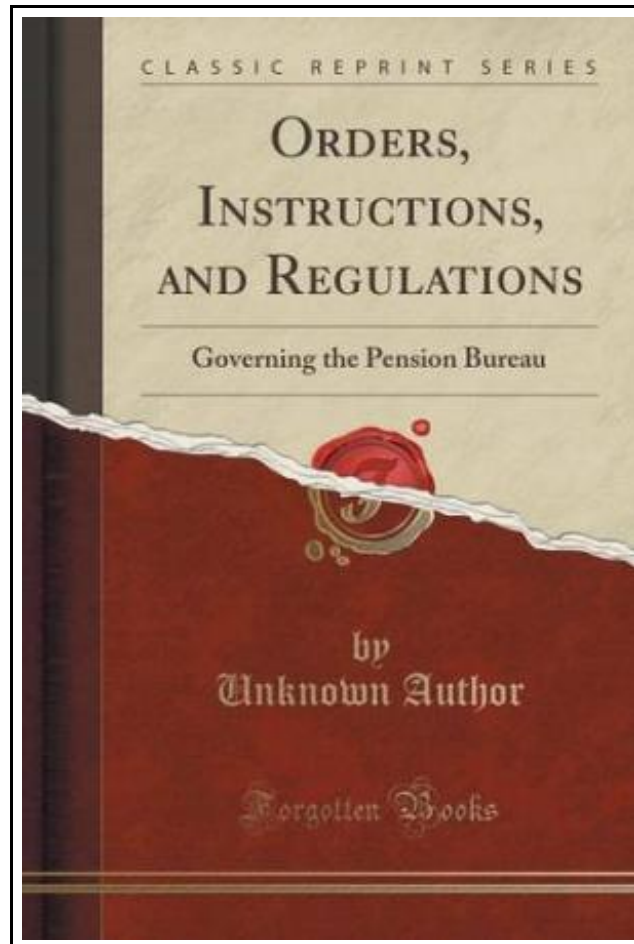 CLASSIC REPRINT SERIES
ORDERS,
INSTRUCTIONS,
AND REGULATIONS
Governing the Pension Bureau
by
Unknown Author
Forgotten Books